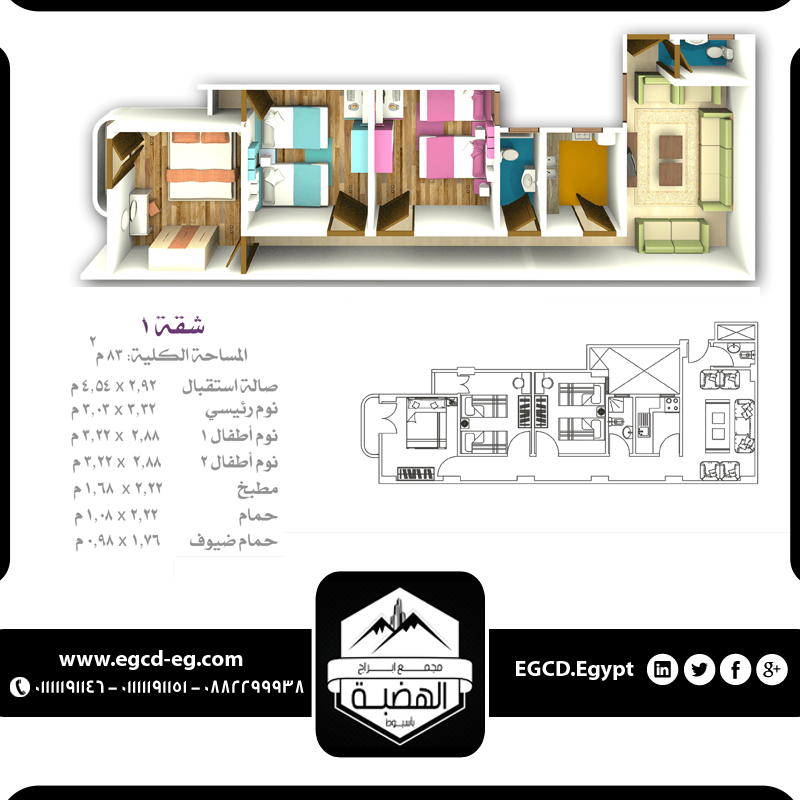 شقة ١
المساحة الكلية: ٨٣ م٢
صالة استقبال ٢,٩٢ x ٤,٥٤ م
نوم رئيسي ٣,٣٢ x ٢,٠٣ م
نوم أطفال ١ ٢,٨٨ x ٣,٢٢ م
نوم أطفال ٢ ٢,٨٨ x ٣,٢٢ م
مطبخ ٢,٢٢ x ١,٦٨ م
حمام ٢,٢٢ x ١,٠٨ م
حمام ضيوف ١,٧٦ x ٠,٩٨ م
www.egcd-eg.com
٠١١١١١٩١١٤٦ - ٠١١١١١٩١١٥١ - ٠٨٨٢٢٩٩٩٣٨
مجمع ابراج
الهضبة
بأسيوط
EGCD.Egypt